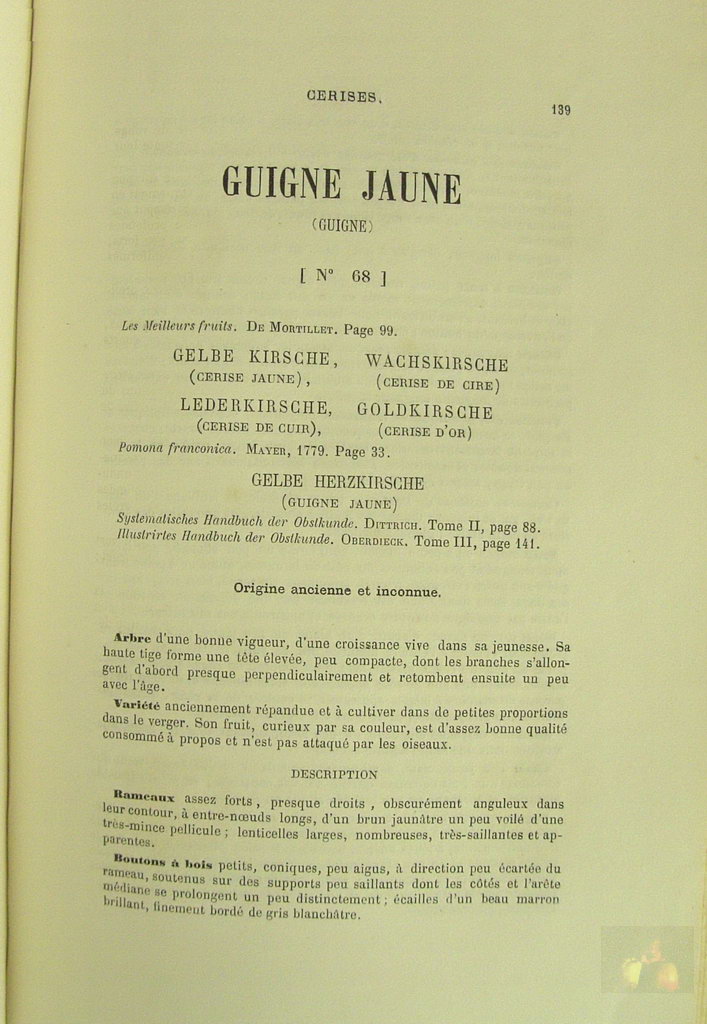 CERISES.
139
GUIGNE JAUNE
(GUIGNE)
[ N° 68 ]
Les Meilleurs fruits. DE MORTILLET. Page 99.
GELBE KIRSCHE, WACHSKIRSCHE
(CERISE JAUNE), (CERISE DE CIRE)
LEDERKIRSCHE, GOLDKIRSCHE
(CERISE DE CUIR), (CERISE D'OR)
Pomona franconica. MAYER, 1779. Page 33.
GELBE HERZKIRSCHE
(GUIGNE JAUNE)
Systematisches Handbuch der Obstkunde. DITTRICH. Tome II, page 88.
Illustrirtes Handbuch der Obstkunde. OBERDIECK. Tome III, page 141.
Origine ancienne et inconnue.
Arbre d'une bonne vigueur, d'une croissance vive dans sa jeunesse. Sa
haute tige forme une tête élevée, peu compacte, dont les branches s'allon-
gent d'abord presque perpendiculairement et retombent ensuite un peu
avec l'âge.
Variété anciennement répandue et à cultiver dans de petites proportions
dans le verger. Son fruit, curieux par sa couleur, est d'assez bonne qualité
consommé à propos et n'est pas attaqué par les oiseaux.
DESCRIPTION
Rameaux assez forts, presque droits, obscurément anguleux dans
leur contour, à entre-nœuds longs, d'un brun jaunâtre un peu voilé d'une
très-mince pellicule ; lenticelles larges, nombreuses, très-saillantes et ap-
parentes.
Boutons à bois petits, coniques, peu aigus, à direction peu écartée du
rameau, soutenus sur des supports peu saillants dont les côtés et l'arête
médiane se prolongent un peu distinctement ; écailles d'un beau marron
brillant, finement bordé de gris blanchâtre.